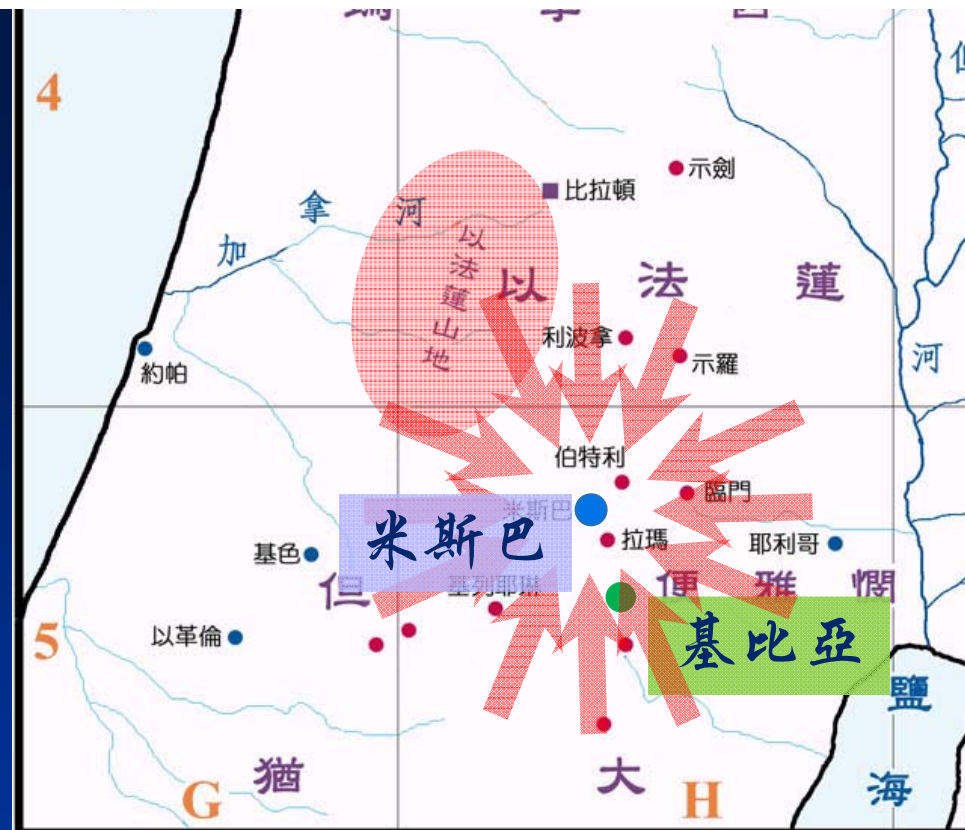 4
示劍
比拉頓
加拿河
以法蓮山地
以法蓮
利波拿
示羅
約帕
河
伯特利
臨門
米斯巴
米斯巴
拉瑪
耶利哥
基色
但
基列耶琳
便雅憫
5
以革倫
基比亞
鹽海
猶大
G
H